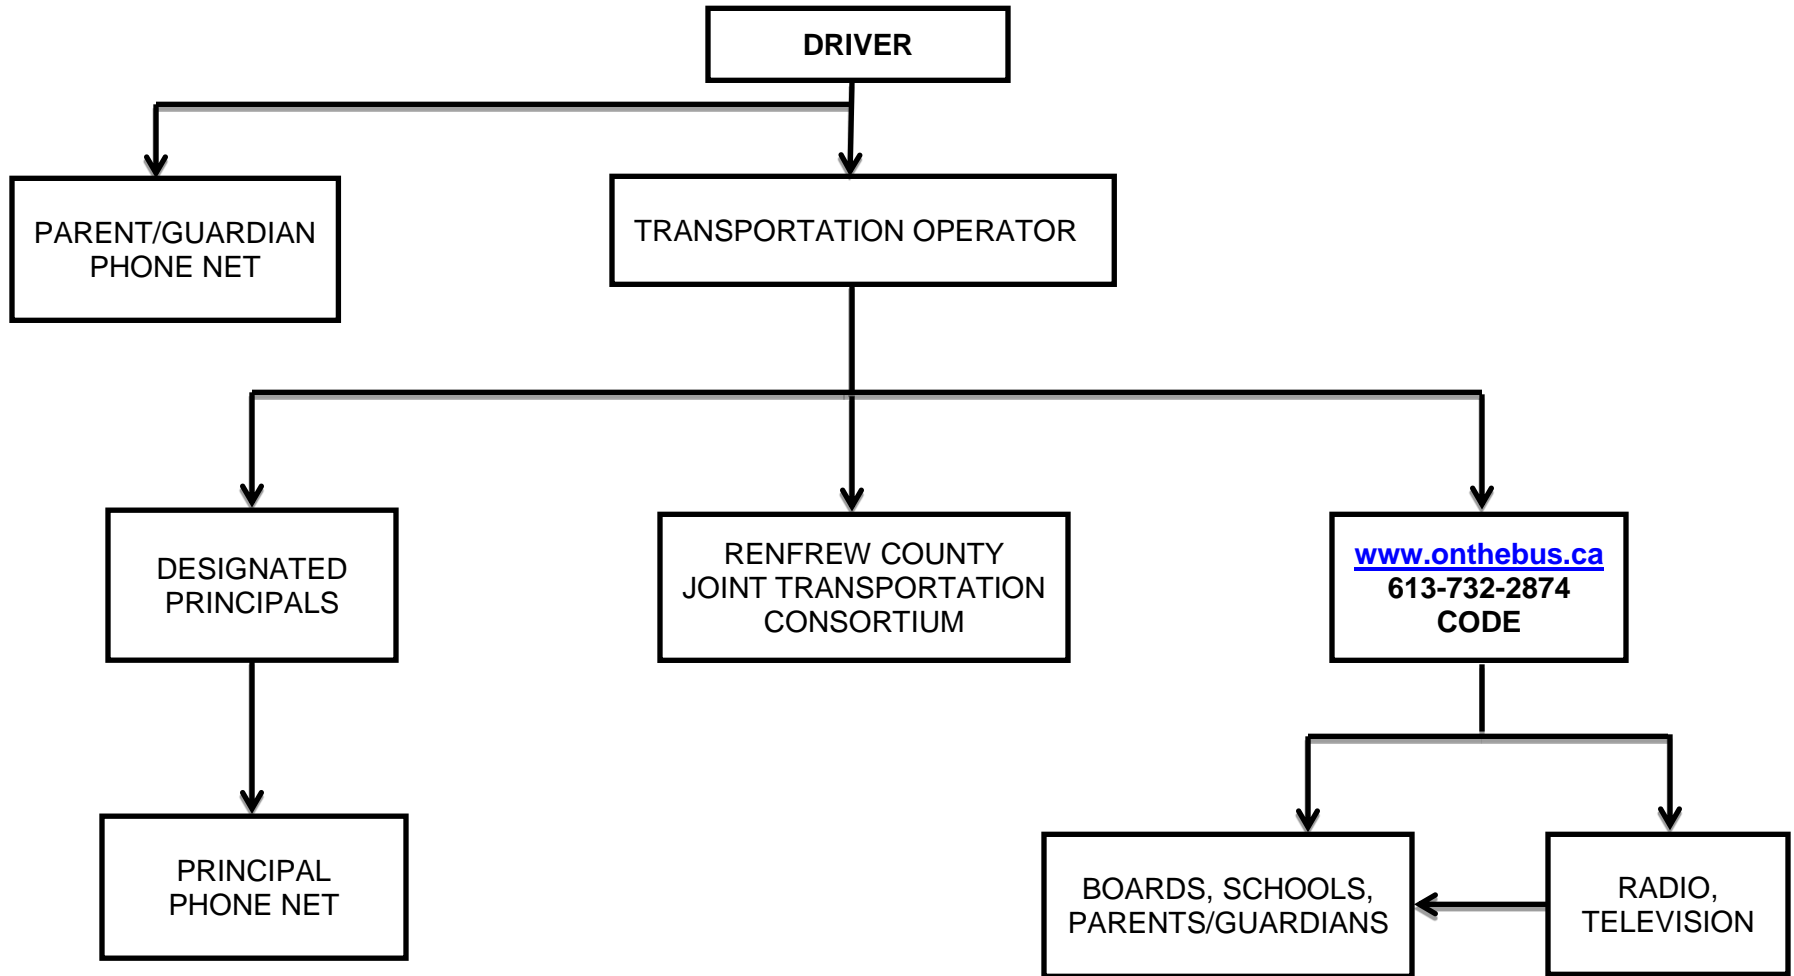 DRIVER
PARENT/GUARDIAN
PHONE NET
TRANSPORTATION OPERATOR
DESIGNATED
PRINCIPALS
RENFREW COUNTY
JOINT TRANSPORTATION
CONSORTIUM
www.onthebus.ca
613-732-2874
CODE
PRINCIPAL
PHONE NET
BOARDS, SCHOOLS,
PARENTS/GUARDIANS
RADIO,
TELEVISION